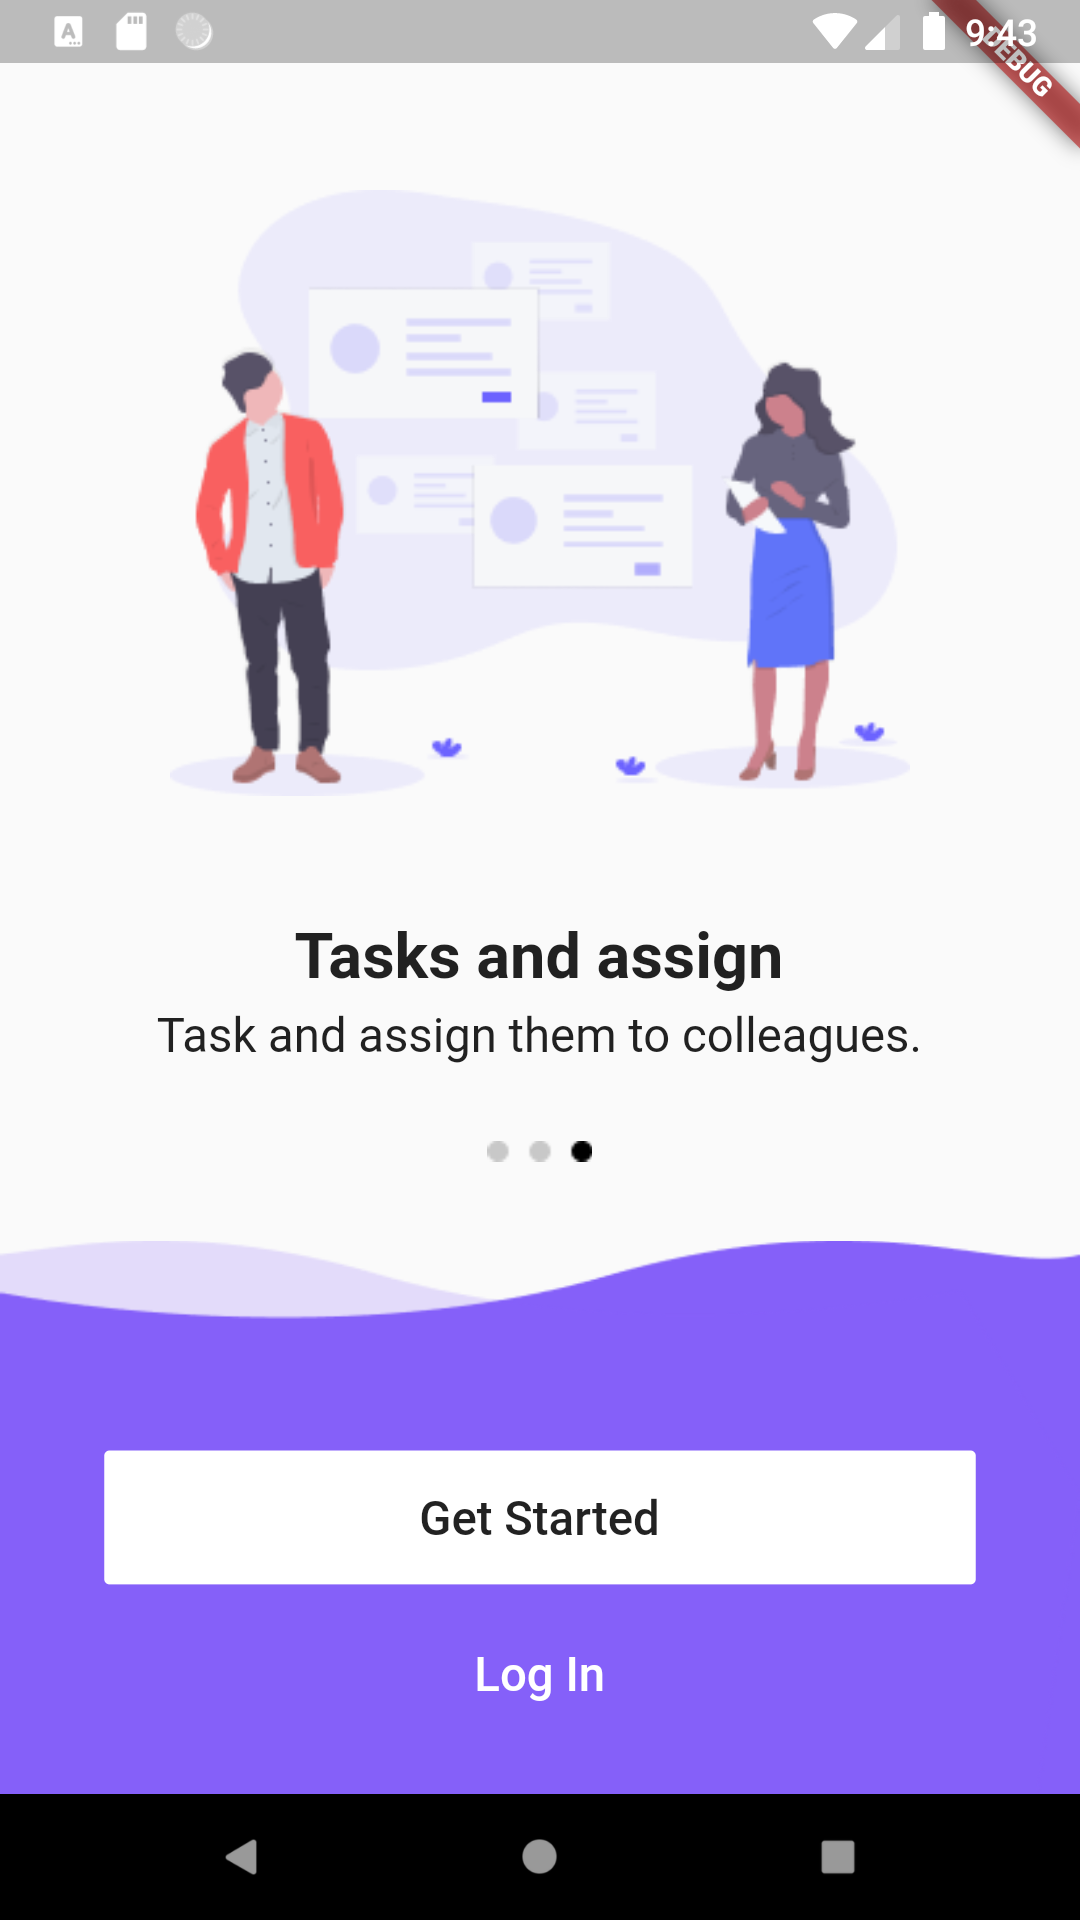 9:43
DEBUG
Tasks and assign
Task and assign them to colleagues.
Get Started
Log In